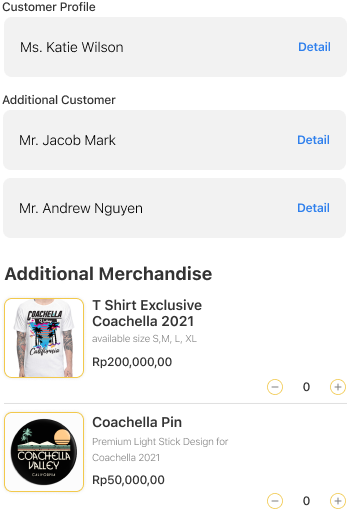 Customer Profile
Ms. Katie Wilson
Detail
Additional Customer
Mr. Jacob Mark
Detail
Mr. Andrew Nguyen
Detail
Additional Merchandise
COACHELLA
California
T Shirt Exclusive
Coachella 2021
available size S,M, L, XL
Rp200,000,00
0
COACHELLA
VALLEY
CALIFORNIA
Coachella Pin
Premium Light Stick Design for
Coachella 2021
Rp50,000,00
0